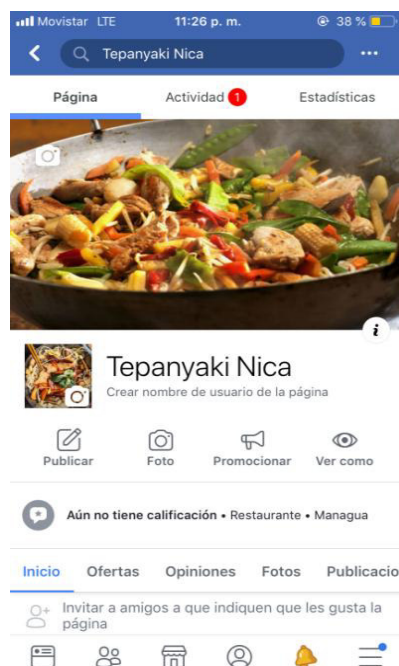 Movistar LTE 11:26 p. m. 38 %
Tepanyaki Nica
Página Actividad 1 Estadísticas
i
Tepanyaki Nica
Crear nombre de usuario de la página
Publicar Foto Promocionar Ver como
Aún no tiene calificación • Restaurante • Managua
Inicio Ofertas Opiniones Fotos Publicacio
Invitar a amigos a que indiquen que les gusta la
página